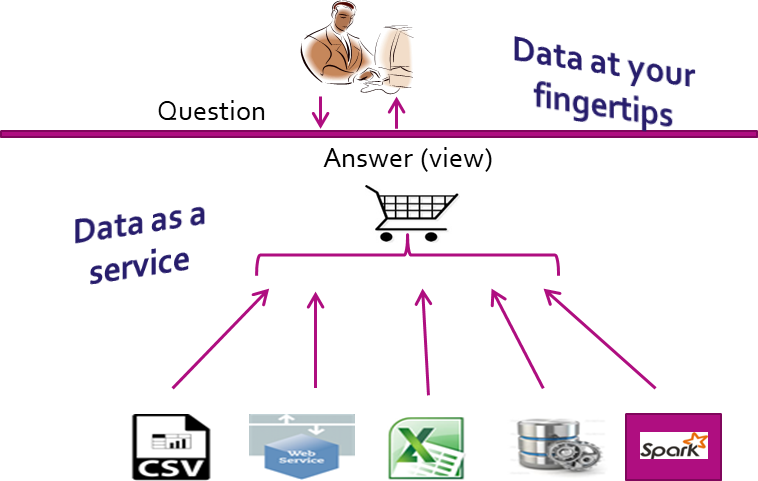 Data at your
fingertips
Question
Answer (view)
Data as a
service
CSV
Web
Service
X
Spark